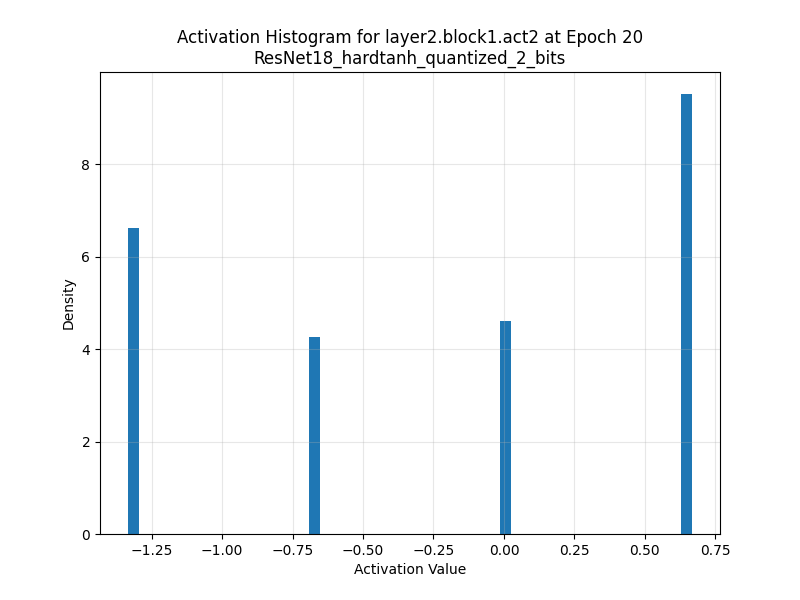 Activation Histogram for layer2.block1.act2 at Epoch 20
ResNet18_hardtanh_quantized_2_bits
8
6
4
2
0
Density
−1.25 −1.00 −0.75 −0.50 −0.25 0.00 0.25 0.50 0.75
Activation Value